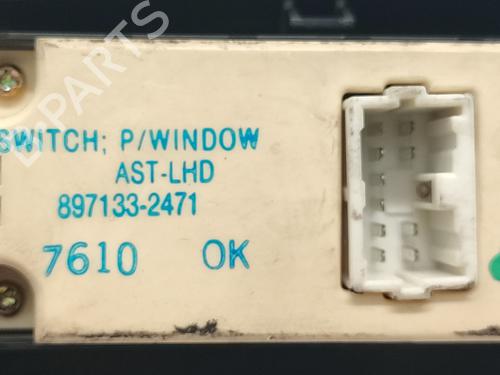 SWITCH; P/WINDOW
AST-LHD
897133-2471
7610 OK
B-PARTS